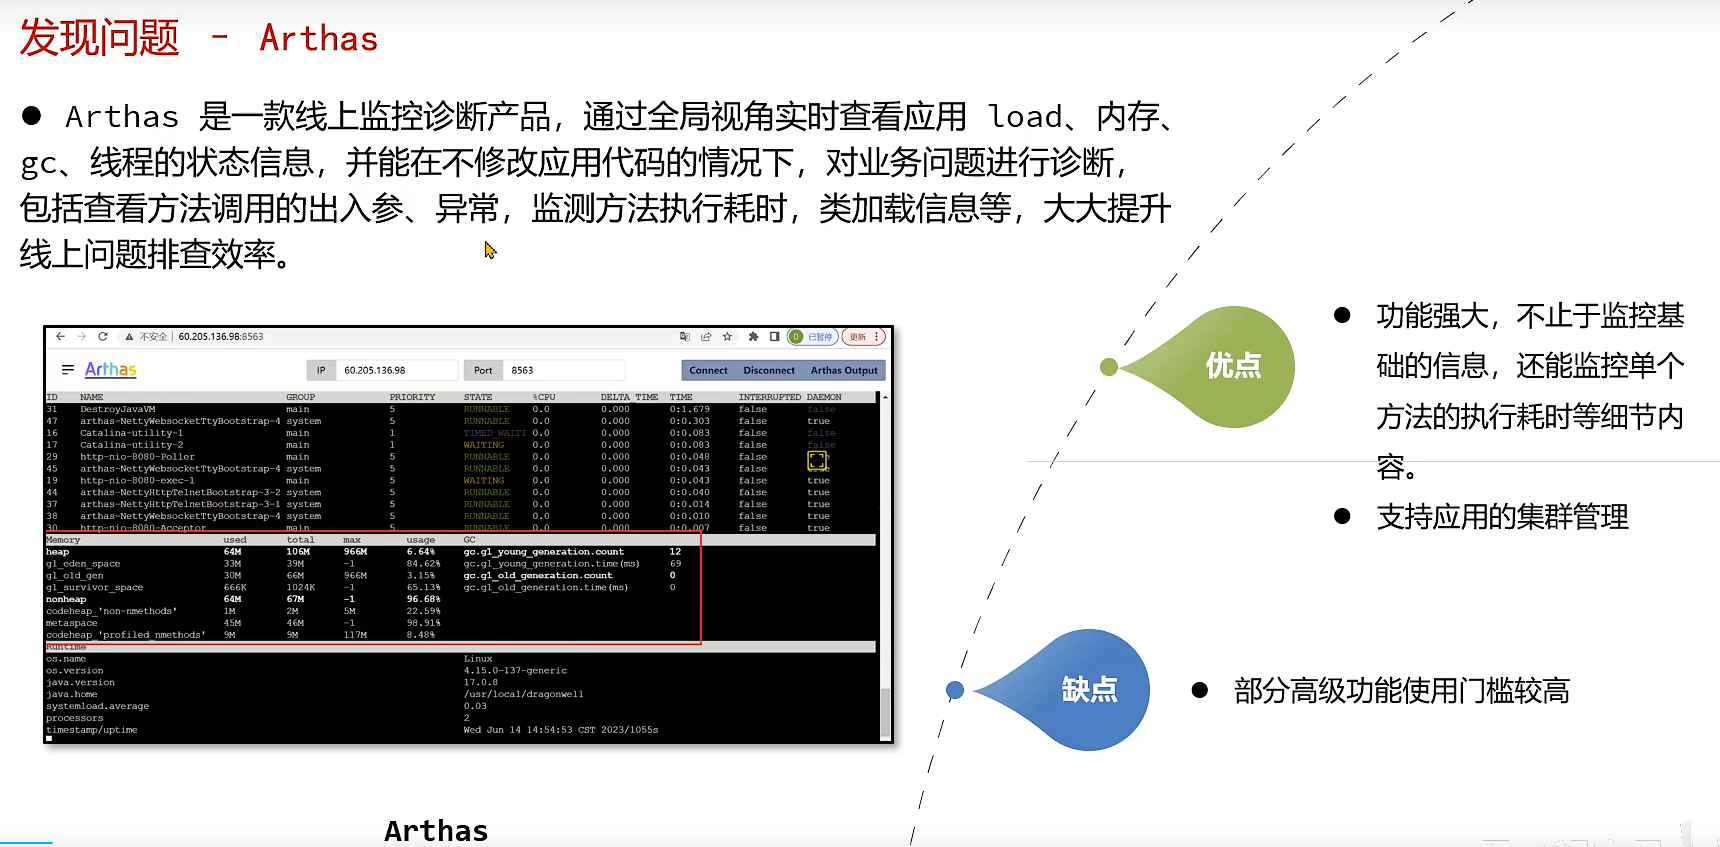 发现问题 - Arthas
● Arthas 是一款线上监控诊断产品，通过全局视角实时查看应用 load、内存、
gc、线程的状态信息，并能在不修改应用代码的情况下，对业务问题进行诊断，
包括查看方法调用的出入参、异常，监测方法执行耗时，类加载信息等，大大提升
线上问题排查效率。
不安全 | 60.205.136.98:8563 D 已暂停 更新
Arthas IP 60.205.136.98 Port 8563 Connect Disconnect Arthas Output
ID NAME GROUP PRIORITY STATE %CPU DELTA_TIME TIME INTERRUPTED DAEMON
31 DestroyJavaVM main 5 RUNNABLE 0.0 0.000 0:1.679 false false
47 arthas-NettyWebsocketTtyBootstrap-4 system 5 RUNNABLE 0.0 0.000 0:0.303 false true
16 Catalina-utility-1 main 1 TIMED_WAITI 0.0 0.000 0:0.083 false false
17 Catalina-utility-2 main 1 WAITING 0.0 0.000 0:0.083 false false
29 http-nio-8080-Poller main 5 RUNNABLE 0.0 0.000 0:0.048 false
45 arthas-NettyWebsocketTtyBootstrap-4 system 5 RUNNABLE 0.0 0.000 0:0.043 false
19 http-nio-8080-exec-1 main 5 WAITING 0.0 0.000 0:0.043 false true
44 arthas-NettyHttpTelnetBootstrap-3-2 system 5 RUNNABLE 0.0 0.000 0:0.040 false true
37 arthas-NettyHttpTelnetBootstrap-3-1 system 5 RUNNABLE 0.0 0.000 0:0.014 false true
38 arthas-NettyWebsocketTtyBootstrap-4 system 5 RUNNABLE 0.0 0.000 0:0.010 false true
30 http-nio-8080-Acceptor main 5 RUNNABLE 0.0 0.000 0:0.007 false true
Memory used total max usage GC
heap 64M 106M 966M 6.64% gc.g1_young_generation.count 12
g1_eden_space 33M 39M -1 84.62% gc.g1_young_generation.time(ms) 69
g1_old_gen 30M 66M 966M 3.15% gc.g1_old_generation.count 0
g1_survivor_space 666K 1024K -1 65.13% gc.g1_old_generation.time(ms) 0
nonheap 64M 67M -1 96.68%
codeheap_'non-nmethods' 1M 2M 5M 22.59%
metaspace 45M 46M -1 98.91%
codeheap_'profiled_nmethods' 9M 9M 117M 8.48%
Runtime
os.name Linux
os.version 4.15.0-137-generic
java.version 17.0.8
java.home /usr/local/dragonwell
systemload.average 0.03
processors 2
timestamp/uptime Wed Jun 14 14:54:53 CST 2023/1055s
Arthas
优点
● 功能强大，不止于监控基
础的信息，还能监控单个
方法的执行耗时等细节内
容。
● 支持应用的集群管理
缺点
● 部分高级功能使用门槛较高